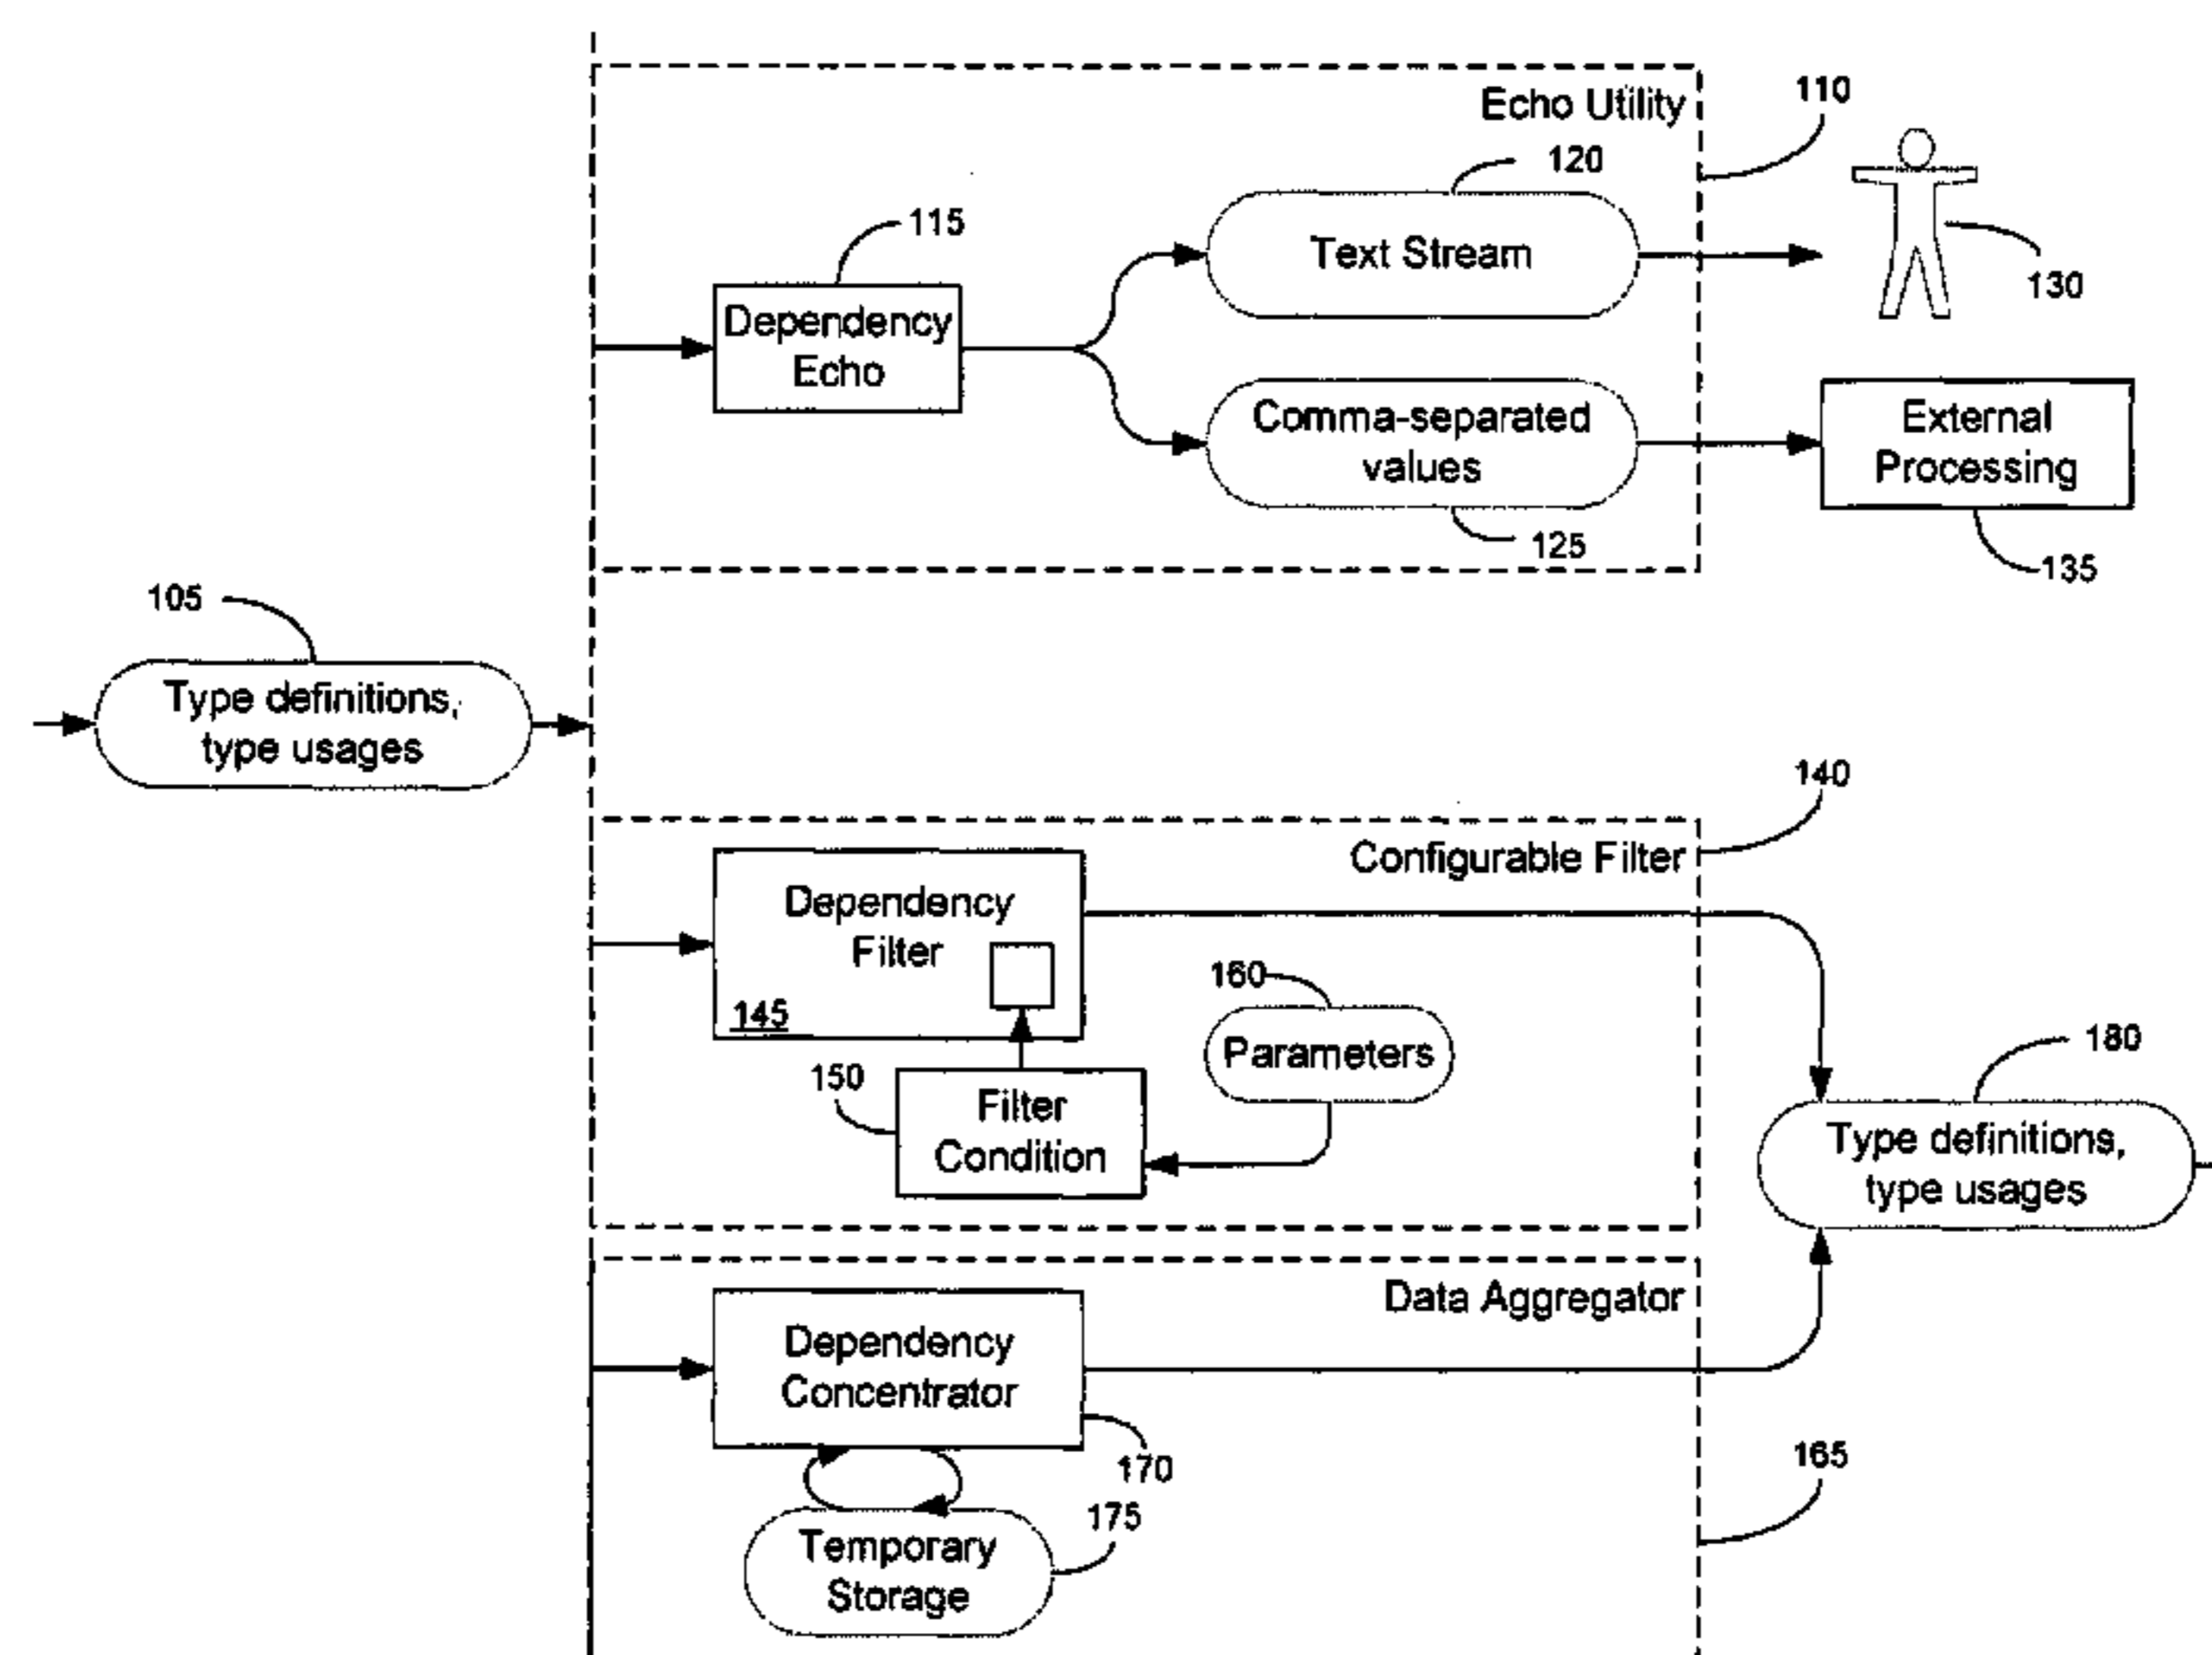 Echo Utility
110
120
115
Text Stream
130
Dependency
Echo
Comma-separated
values
External
Processing
125
135
105
Type definitions,
type usages
140
Configurable Filter
Dependency
Filter
145
160
Parameters
150
Filter
Condition
180
Type definitions,
type usages
Data Aggregator
Dependency
Concentrator
170
165
175
Temporary
Storage